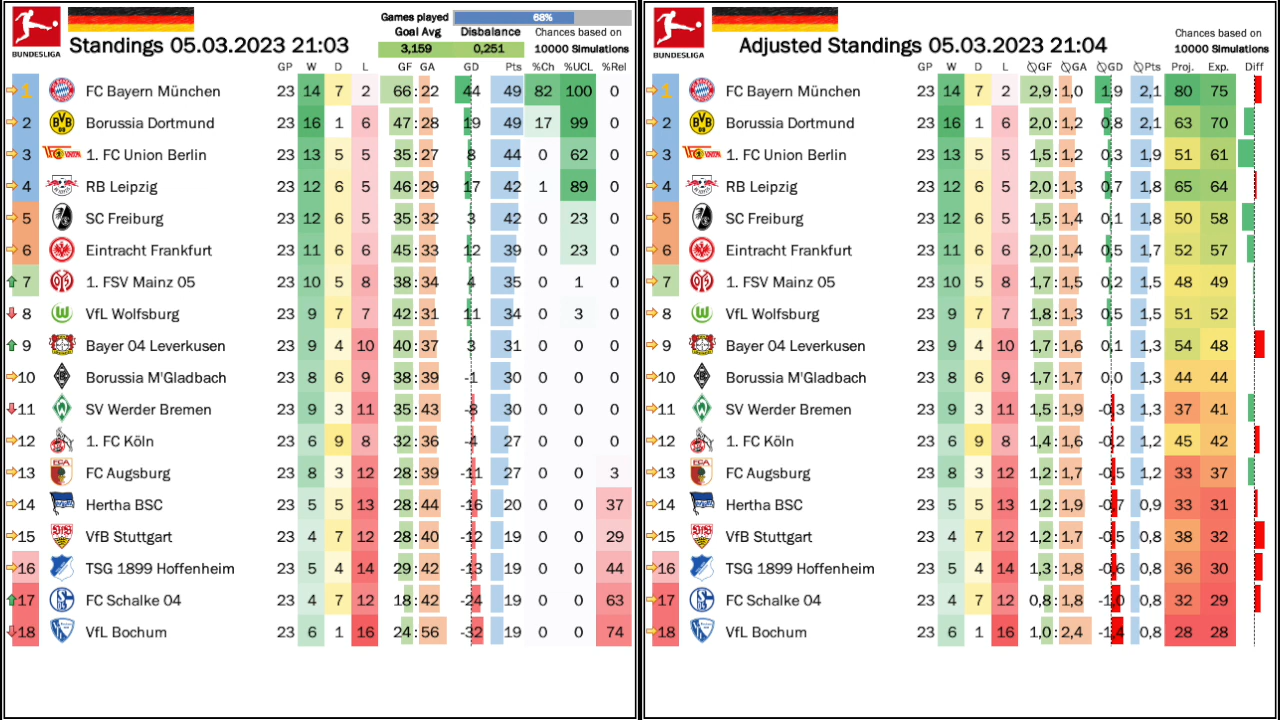 BUNDESLIGA
Standings 05.03.2023 21:03
Games played 68%
Goal Avg Disbalance
3,159 0,251
Chances based on
10000 Simulations
GP W D L GF GA GD Pts %Ch %UCL %Rel
1 FC Bayern München 23 14 7 2 66 : 22 44 49 82 100 0
2 Borussia Dortmund 23 16 1 6 47 : 28 19 49 17 99 0
3 1. FC Union Berlin 23 13 5 5 35 : 27 8 44 0 62 0
4 RB Leipzig 23 12 6 5 46 : 29 17 42 1 89 0
5 SC Freiburg 23 12 6 5 35 : 32 3 42 0 23 0
6 Eintracht Frankfurt 23 11 6 6 45 : 33 12 39 0 23 0
7 1. FSV Mainz 05 23 10 5 8 38 : 34 4 35 0 1 0
8 VfL Wolfsburg 23 9 7 7 42 : 31 11 34 0 3 0
9 Bayer 04 Leverkusen 23 9 4 10 40 : 37 3 31 0 0 0
10 Borussia M'Gladbach 23 8 6 9 38 : 39 -1 30 0 0 0
11 SV Werder Bremen 23 9 3 11 35 : 43 -8 30 0 0 0
12 1. FC Köln 23 6 9 8 32 : 36 -4 27 0 0 0
13 FC Augsburg 23 8 3 12 28 : 39 -11 27 0 0 3
14 Hertha BSC 23 5 5 13 28 : 44 -16 20 0 0 37
15 VfB Stuttgart 23 4 7 12 28 : 40 -12 19 0 0 29
16 TSG 1899 Hoffenheim 23 5 4 14 29 : 42 -13 19 0 0 44
17 FC Schalke 04 23 4 7 12 18 : 42 -24 19 0 0 63
18 VfL Bochum 23 6 1 16 24 : 56 -32 19 0 0 74
BUNDESLIGA
Adjusted Standings 05.03.2023 21:04
Chances based on
10000 Simulations
GP W D L ∅GF ∅GA ∅GD ∅Pts Proj. Exp. Diff
1 FC Bayern München 23 14 7 2 2,9 : 1,0 1,9 2,1 80 75
2 Borussia Dortmund 23 16 1 6 2,0 : 1,2 0,8 2,1 63 70
3 1. FC Union Berlin 23 13 5 5 1,5 : 1,2 0,3 1,9 51 61
4 RB Leipzig 23 12 6 5 2,0 : 1,3 0,7 1,8 65 64
5 SC Freiburg 23 12 6 5 1,5 : 1,4 0,1 1,8 50 58
6 Eintracht Frankfurt 23 11 6 6 2,0 : 1,4 0,5 1,7 52 57
7 1. FSV Mainz 05 23 10 5 8 1,7 : 1,5 0,2 1,5 48 49
8 VfL Wolfsburg 23 9 7 7 1,8 : 1,3 0,5 1,5 51 52
9 Bayer 04 Leverkusen 23 9 4 10 1,7 : 1,6 0,1 1,3 54 48
10 Borussia M'Gladbach 23 8 6 9 1,7 : 1,7 0,0 1,3 44 44
11 SV Werder Bremen 23 9 3 11 1,5 : 1,9 -0,3 1,3 37 41
12 1. FC Köln 23 6 9 8 1,4 : 1,6 -0,2 1,2 45 42
13 FC Augsburg 23 8 3 12 1,2 : 1,7 -0,5 1,2 33 37
14 Hertha BSC 23 5 5 13 1,2 : 1,9 -0,7 0,9 33 31
15 VfB Stuttgart 23 4 7 12 1,2 : 1,7 -0,5 0,8 38 32
16 TSG 1899 Hoffenheim 23 5 4 14 1,3 : 1,8 -0,6 0,8 36 30
17 FC Schalke 04 23 4 7 12 0,8 : 1,8 -1,0 0,8 32 29
18 VfL Bochum 23 6 1 16 1,0 : 2,4 -1,4 0,8 28 28